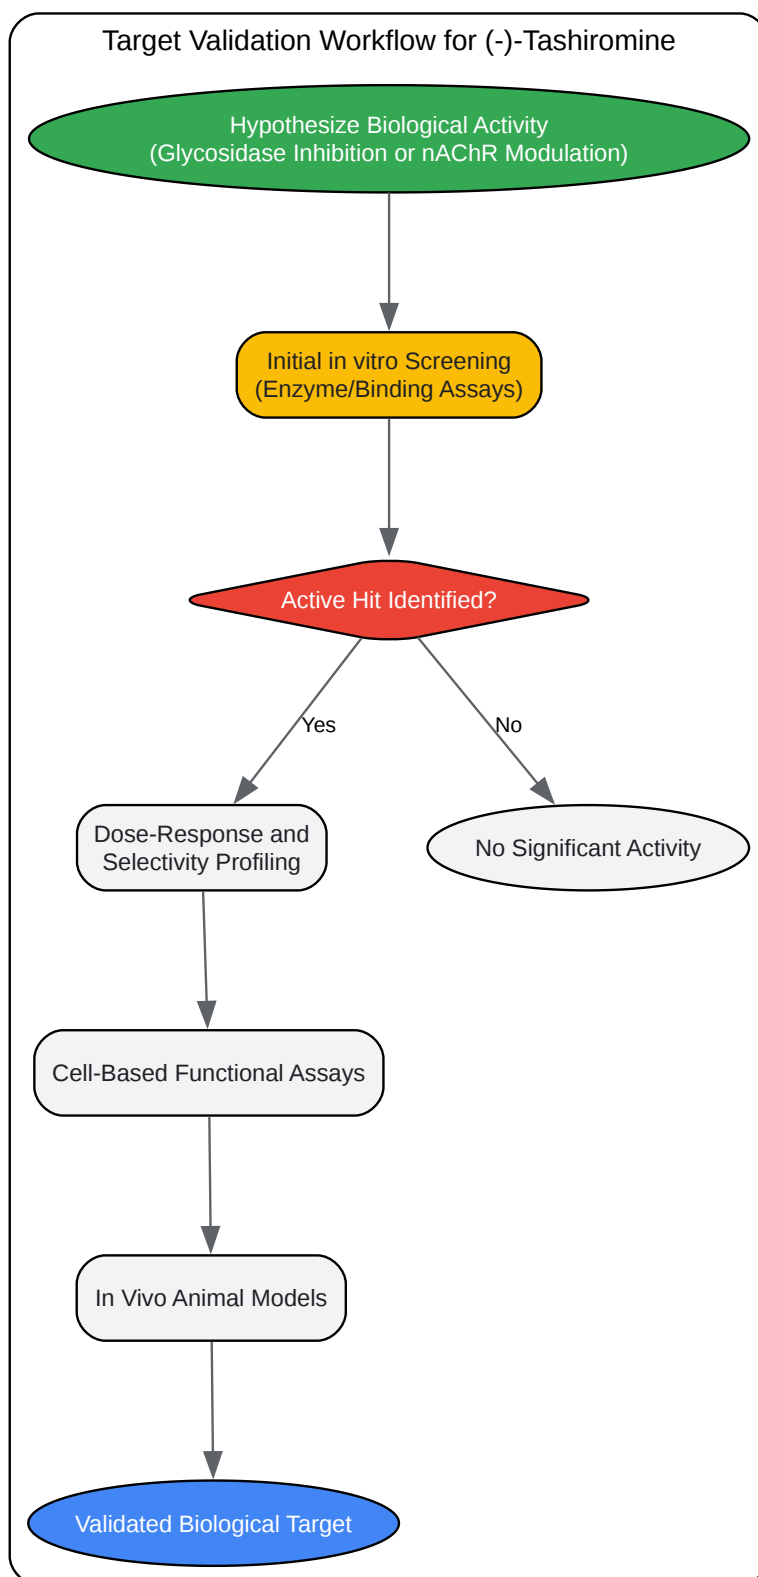 Target Validation Workflow for (-)-Tashiromine
Hypothesize Biological Activity
(Glycosidase Inhibition or nAChR Modulation)
Initial in vitro Screening
(Enzyme/Binding Assays)
Active Hit Identified?
Yes
No
Dose-Response and
Selectivity Profiling
No Significant Activity
Cell-Based Functional Assays
In Vivo Animal Models
Validated Biological Target